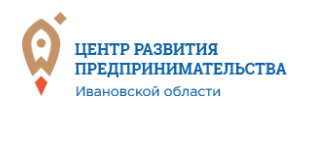 ЦЕНТР РАЗВИТИЯ
ПРЕДПРИНИМАТЕЛЬСТВА
Ивановской области